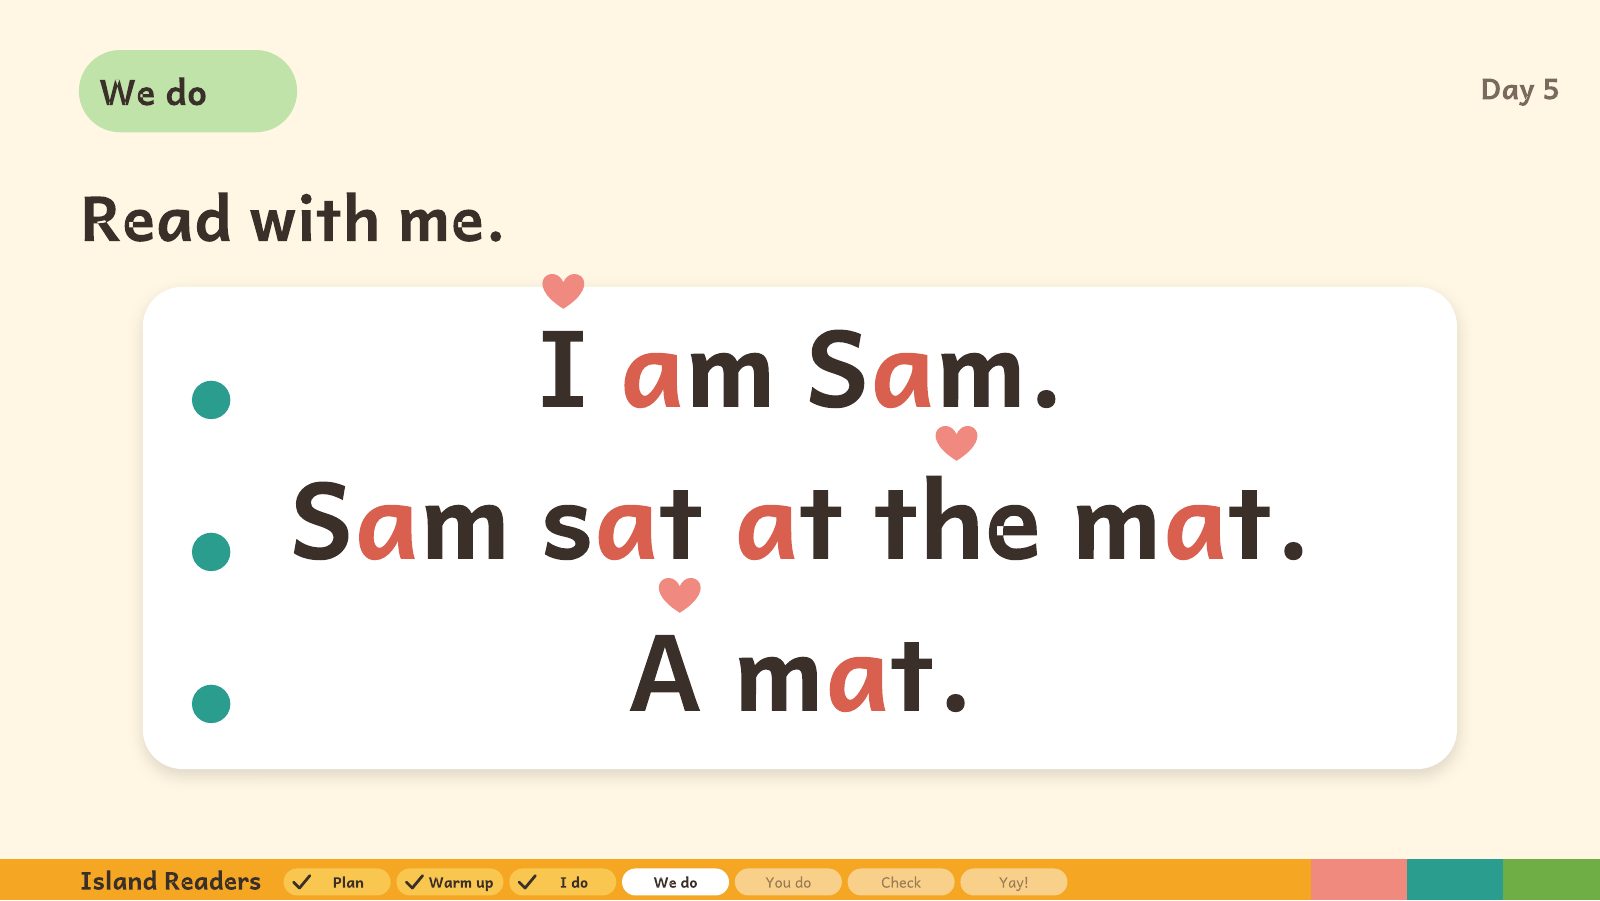 We do
Day 5
Read with me.
I am Sam.
Sam sat at the mat.
A mat.
Island Readers
Plan
Warm up
I do
We do
You do
Check
Yay!